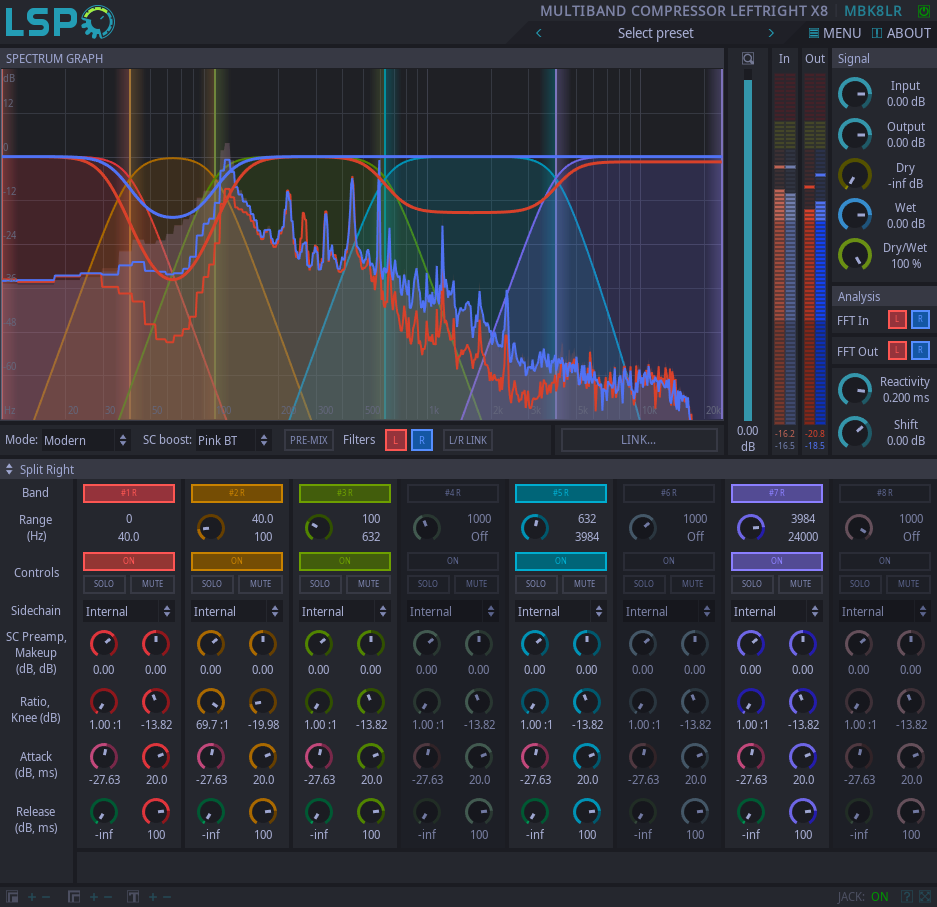 LSP
MULTIBAND COMPRESSOR LEFTRIGHT X8 MBK8LR
Select preset MENU ABOUT
SPECTRUM GRAPH
In Out Signal
dB
12
0
-12
-24
-36
-48
-60
Hz 20 30 50 100 200 300 500 1k 2k 3k 5k 10k 20k
0.00
dB
-16.2 -20.8
-16.5 -18.5
Input
0.00 dB
Output
0.00 dB
Dry
-inf dB
Wet
0.00 dB
Dry/Wet
100 %
Analysis
FFT In L R
FFT Out L R
Reactivity
0.200 ms
Shift
0.00 dB
Mode: Modern SC boost: Pink BT PRE-MIX Filters L R L/R LINK LINK...
Split Right
Band #1 R #2 R #3 R #4 R #5 R #6 R #7 R #8 R
Range 0 40.0 100 1000 632 1000 3984 1000
(Hz) 40.0 100 632 Off 3984 Off 24000 Off
Controls ON ON ON ON ON ON ON ON
SOLO MUTE SOLO MUTE SOLO MUTE SOLO MUTE SOLO MUTE SOLO MUTE SOLO MUTE SOLO MUTE
Sidechain Internal Internal Internal Internal Internal Internal Internal Internal
SC Preamp,
Makeup
(dB, dB) 0.00 0.00 0.00 0.00 0.00 0.00 0.00 0.00 0.00 0.00 0.00 0.00 0.00 0.00 0.00 0.00
Ratio,
Knee (dB) 1.00 :1 -13.82 69.7 :1 -19.98 1.00 :1 -13.82 1.00 :1 -13.82 1.00 :1 -13.82 1.00 :1 -13.82 1.00 :1 -13.82 1.00 :1 -13.82
Attack
(dB, ms) -27.63 20.0 -27.63 20.0 -27.63 20.0 -27.63 20.0 -27.63 20.0 -27.63 20.0 -27.63 20.0 -27.63 20.0
Release
(dB, ms) -inf 100 -inf 100 -inf 100 -inf 100 -inf 100 -inf 100 -inf 100 -inf 100
JACK: ON